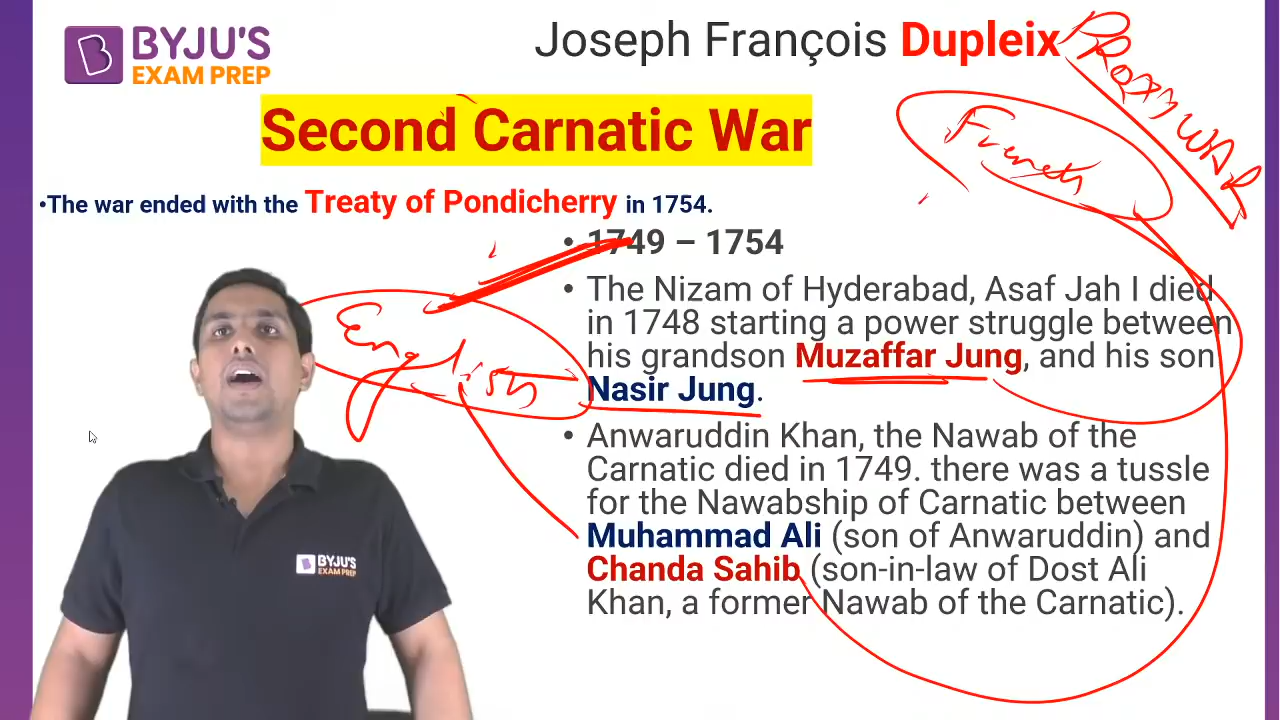 BYJU'S
EXAM PREP
Joseph François Dupleix
PROXY WAR
Second Carnatic War
French
•The war ended with the Treaty of Pondicherry in 1754.
• 1749 – 1754
• The Nizam of Hyderabad, Asaf Jah I died
in 1748 starting a power struggle between
his grandson Muzaffar Jung, and his son
Nasir Jung.
English
• Anwaruddin Khan, the Nawab of the
Carnatic died in 1749. there was a tussle
for the Nawabship of Carnatic between
Muhammad Ali (son of Anwaruddin) and
Chanda Sahib (son-in-law of Dost Ali
Khan, a former Nawab of the Carnatic).
BYJU'S
EXAM PREP